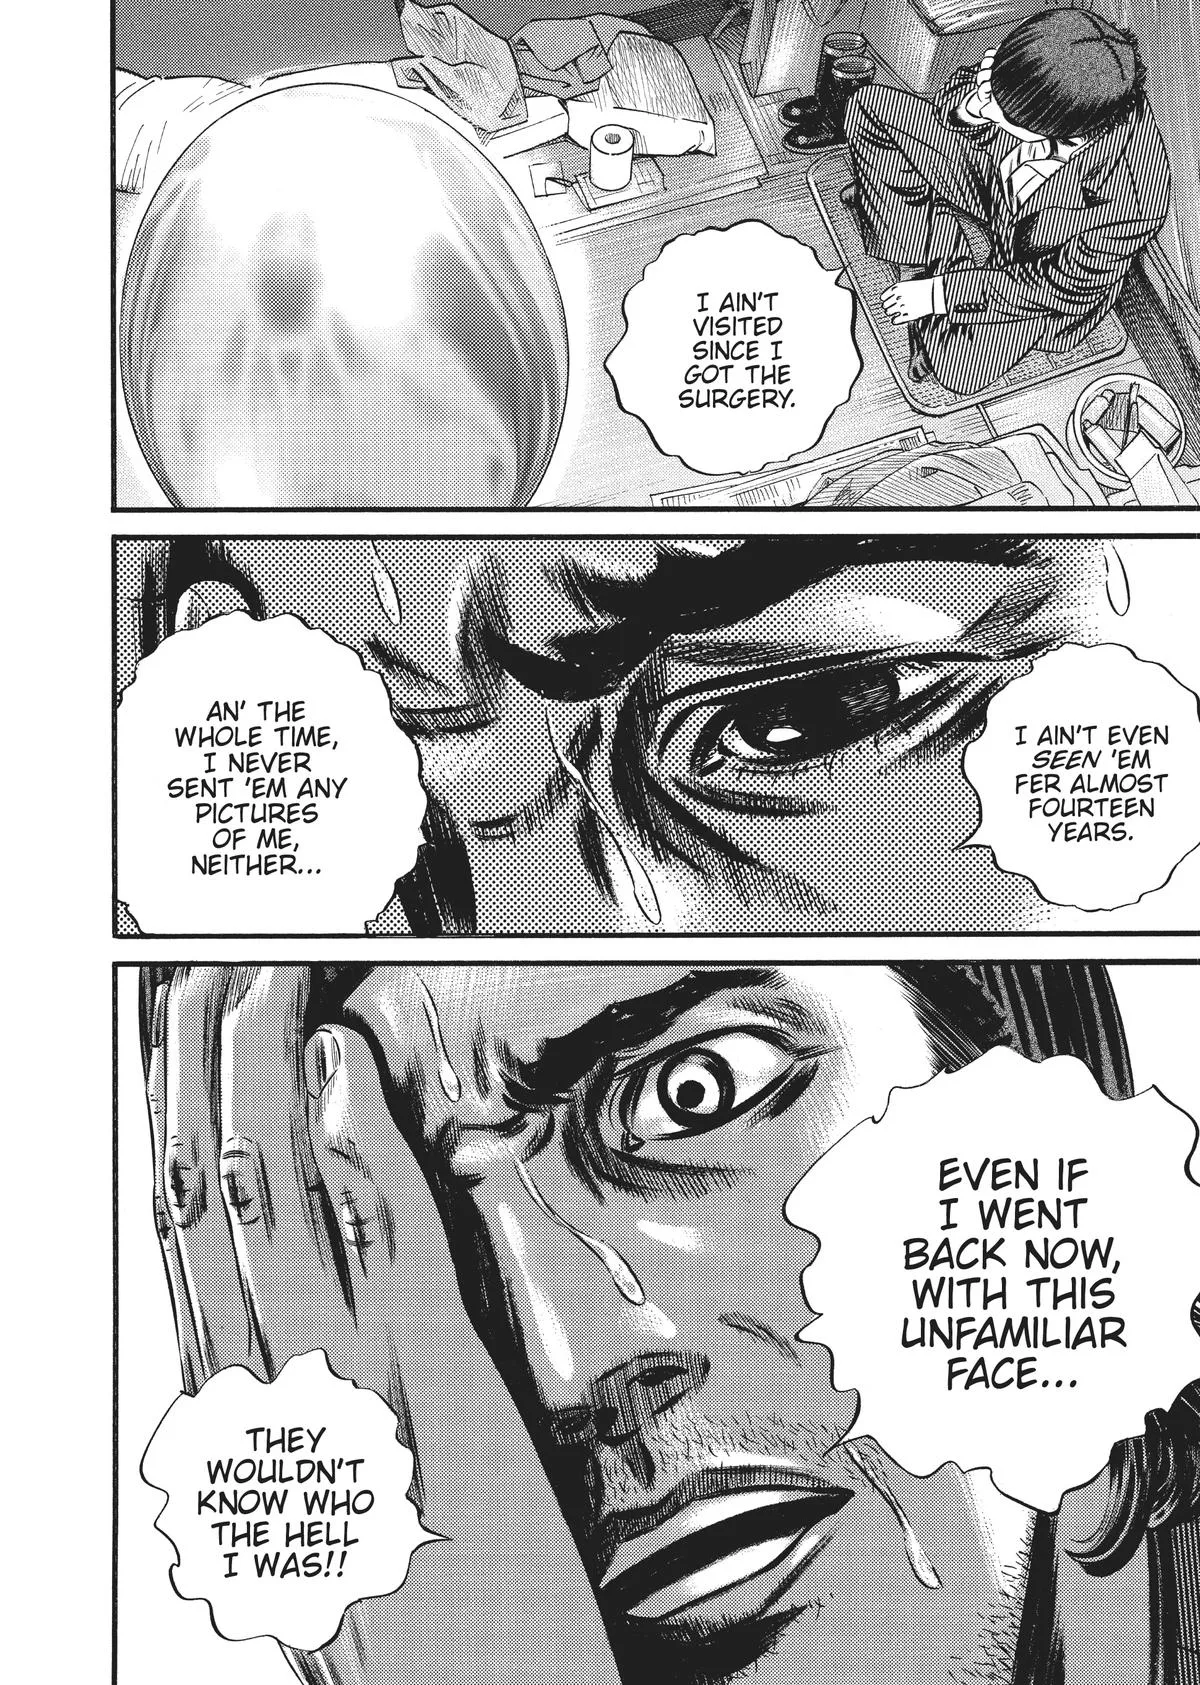 I AIN'T
VISITED
SINCE I
GOT THE
SURGERY.
I AIN'T EVEN
SEEN 'EM
FER ALMOST
FOURTEEN
YEARS.
AN' THE
WHOLE TIME,
I NEVER
SENT 'EM ANY
PICTURES
OF ME,
NEITHER...
EVEN IF
I WENT
BACK NOW,
WITH THIS
UNFAMILIAR
FACE...
THEY
WOULDN'T
KNOW WHO
THE HELL
I WAS!!